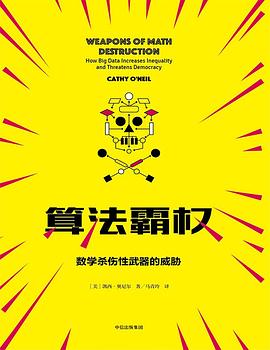 WEAPONS OF MATH
DESTRUCTION
How Big Data Increases Inequality
and Threatens Democracy
CATHY O'NEIL
算法霸权
数学杀伤性武器的威胁
[美]凯西·奥尼尔 著/马青玲 译
中信出版集团